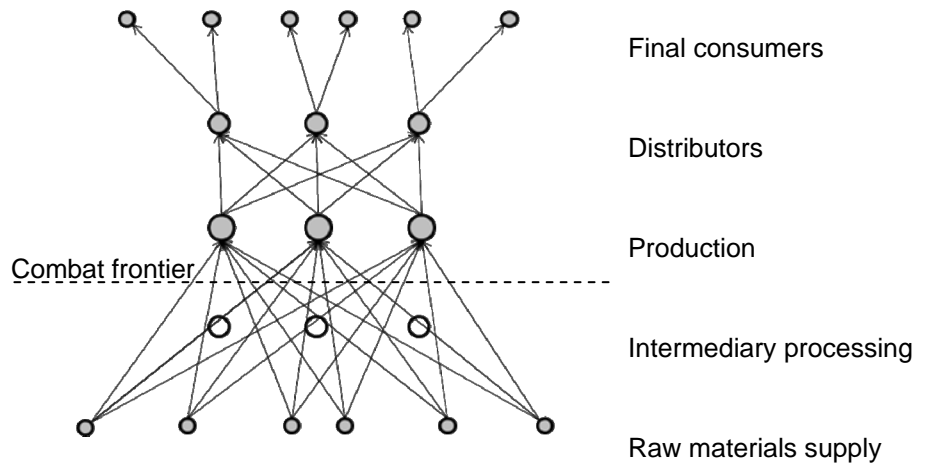 Final consumers
Distributors
Production
Combat frontier
Intermediary processing
Raw materials supply